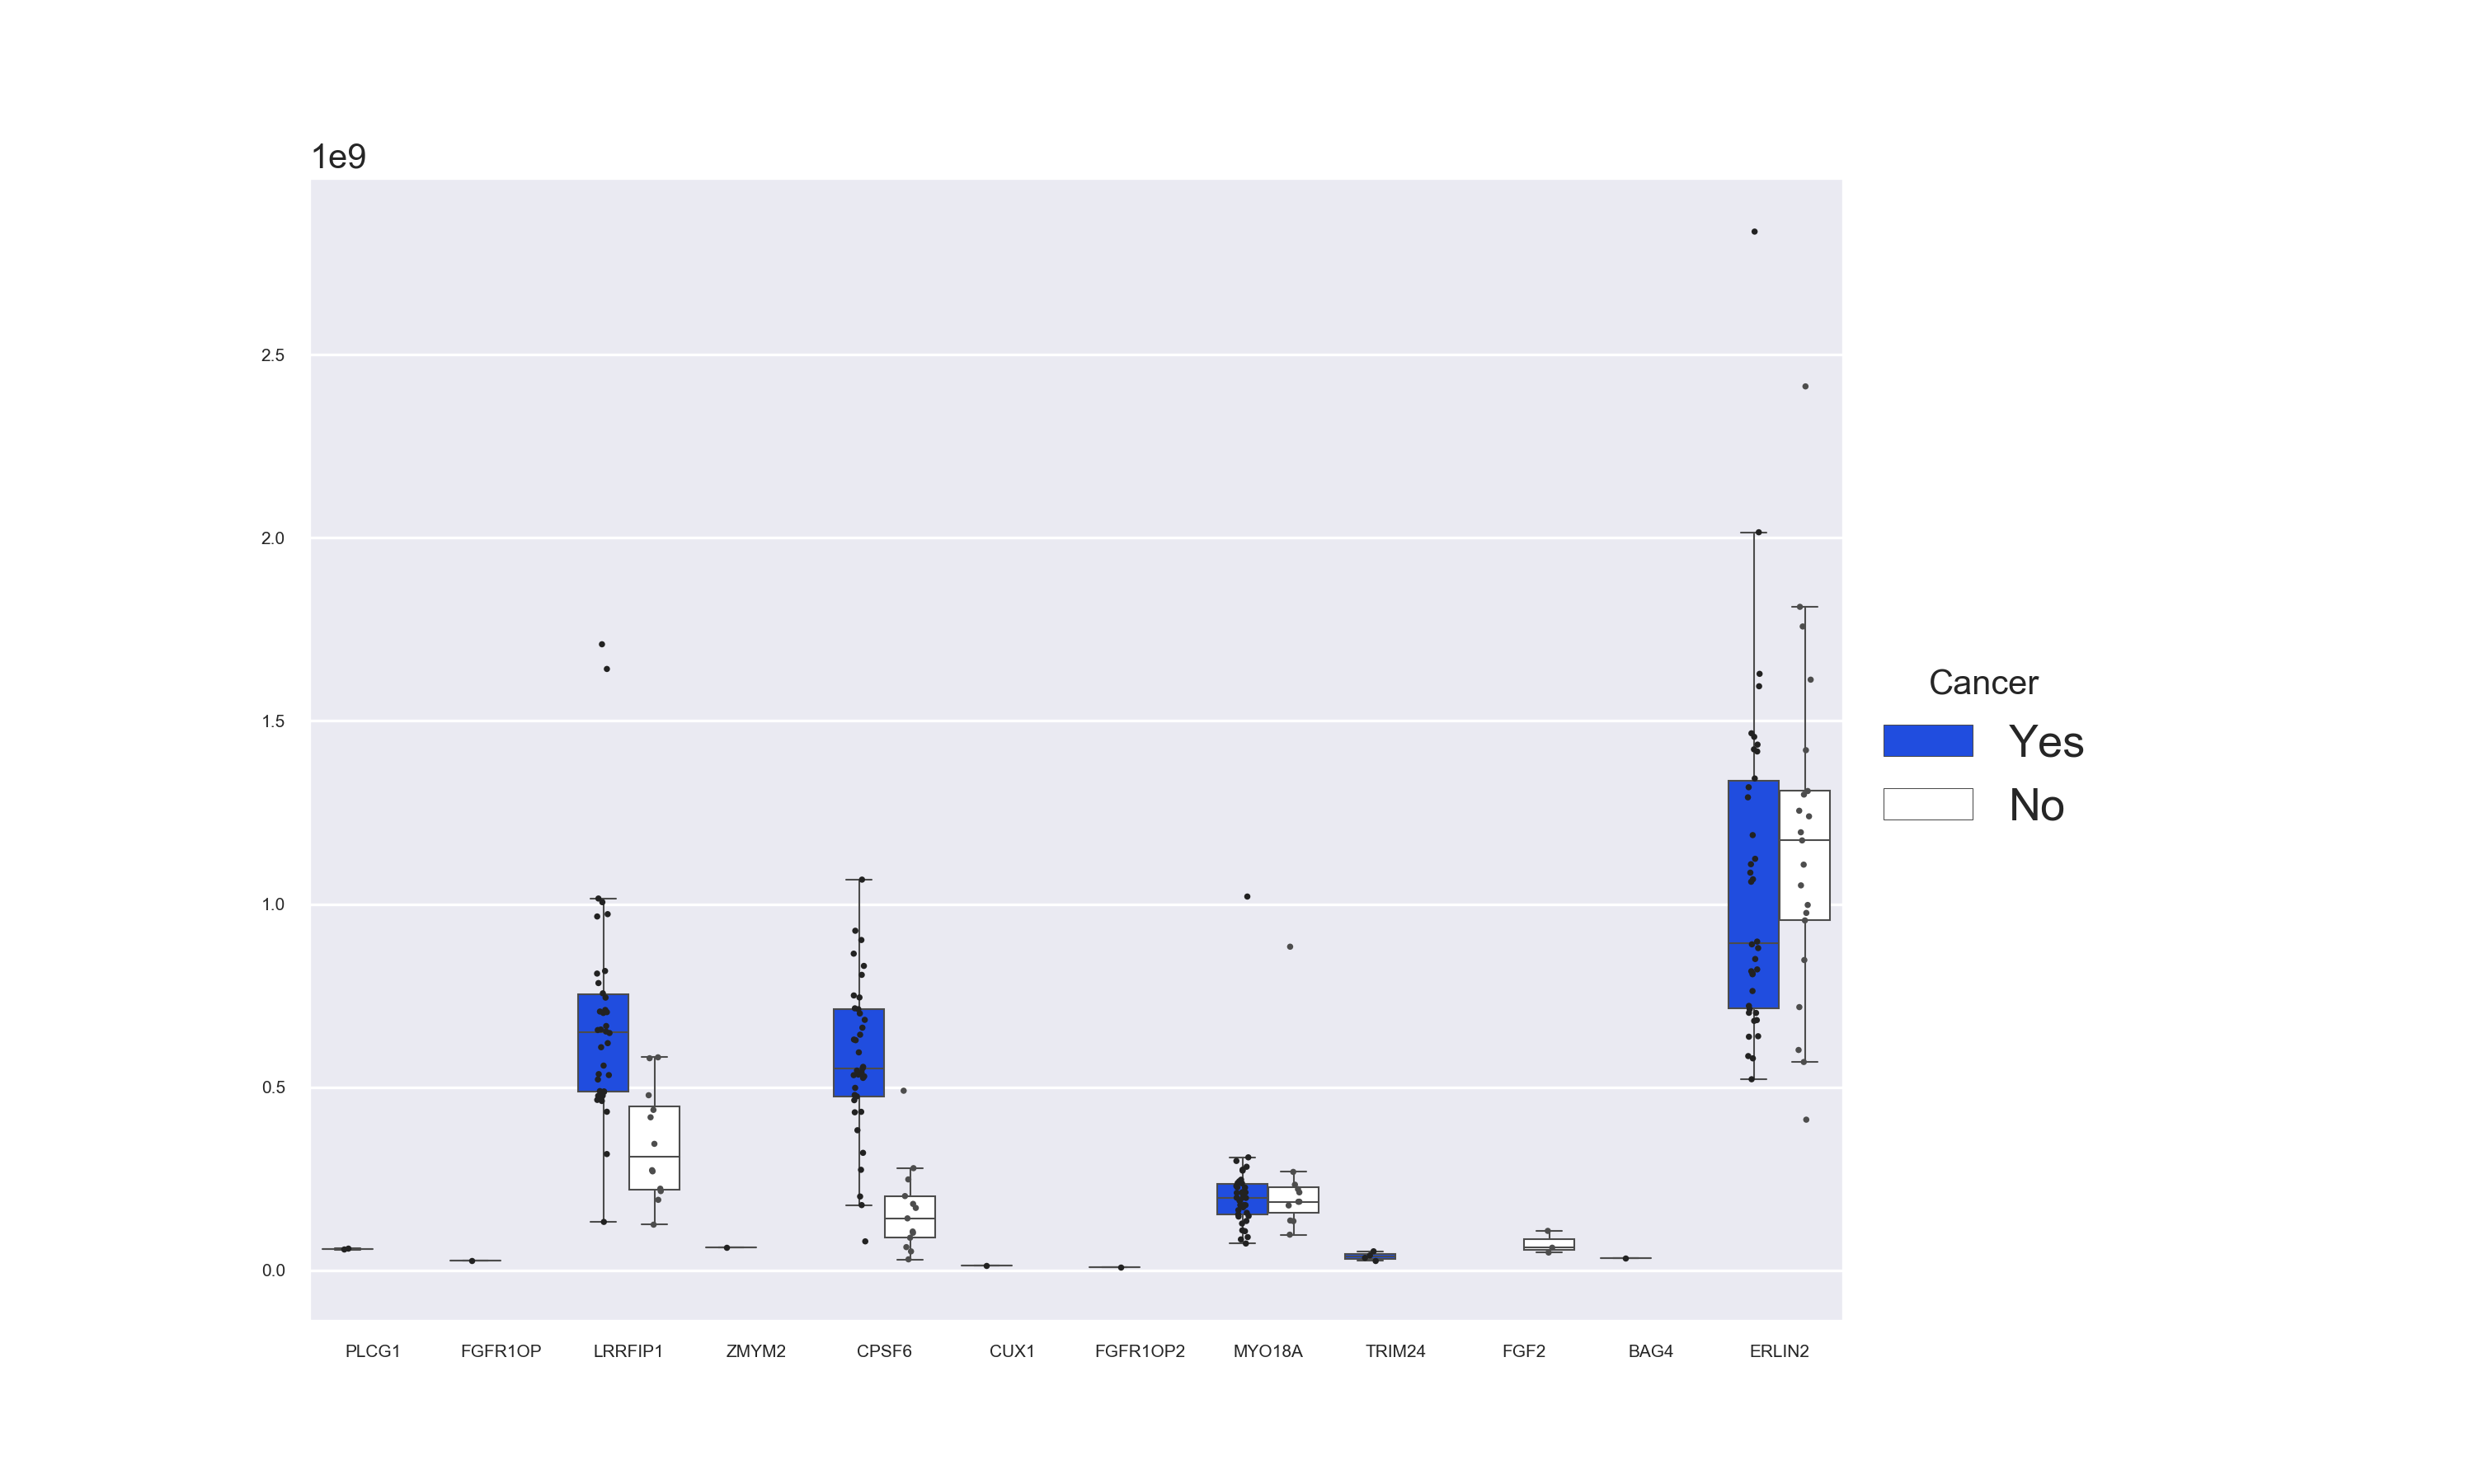 1e9
2.5
2.0
1.5
1.0
0.5
0.0
PLCG1 FGFR1OP LRRFIP1 ZMYM2 CPSF6 CUX1 FGFR1OP2 MYO18A TRIM24 FGF2 BAG4 ERLIN2
Cancer
Yes
No